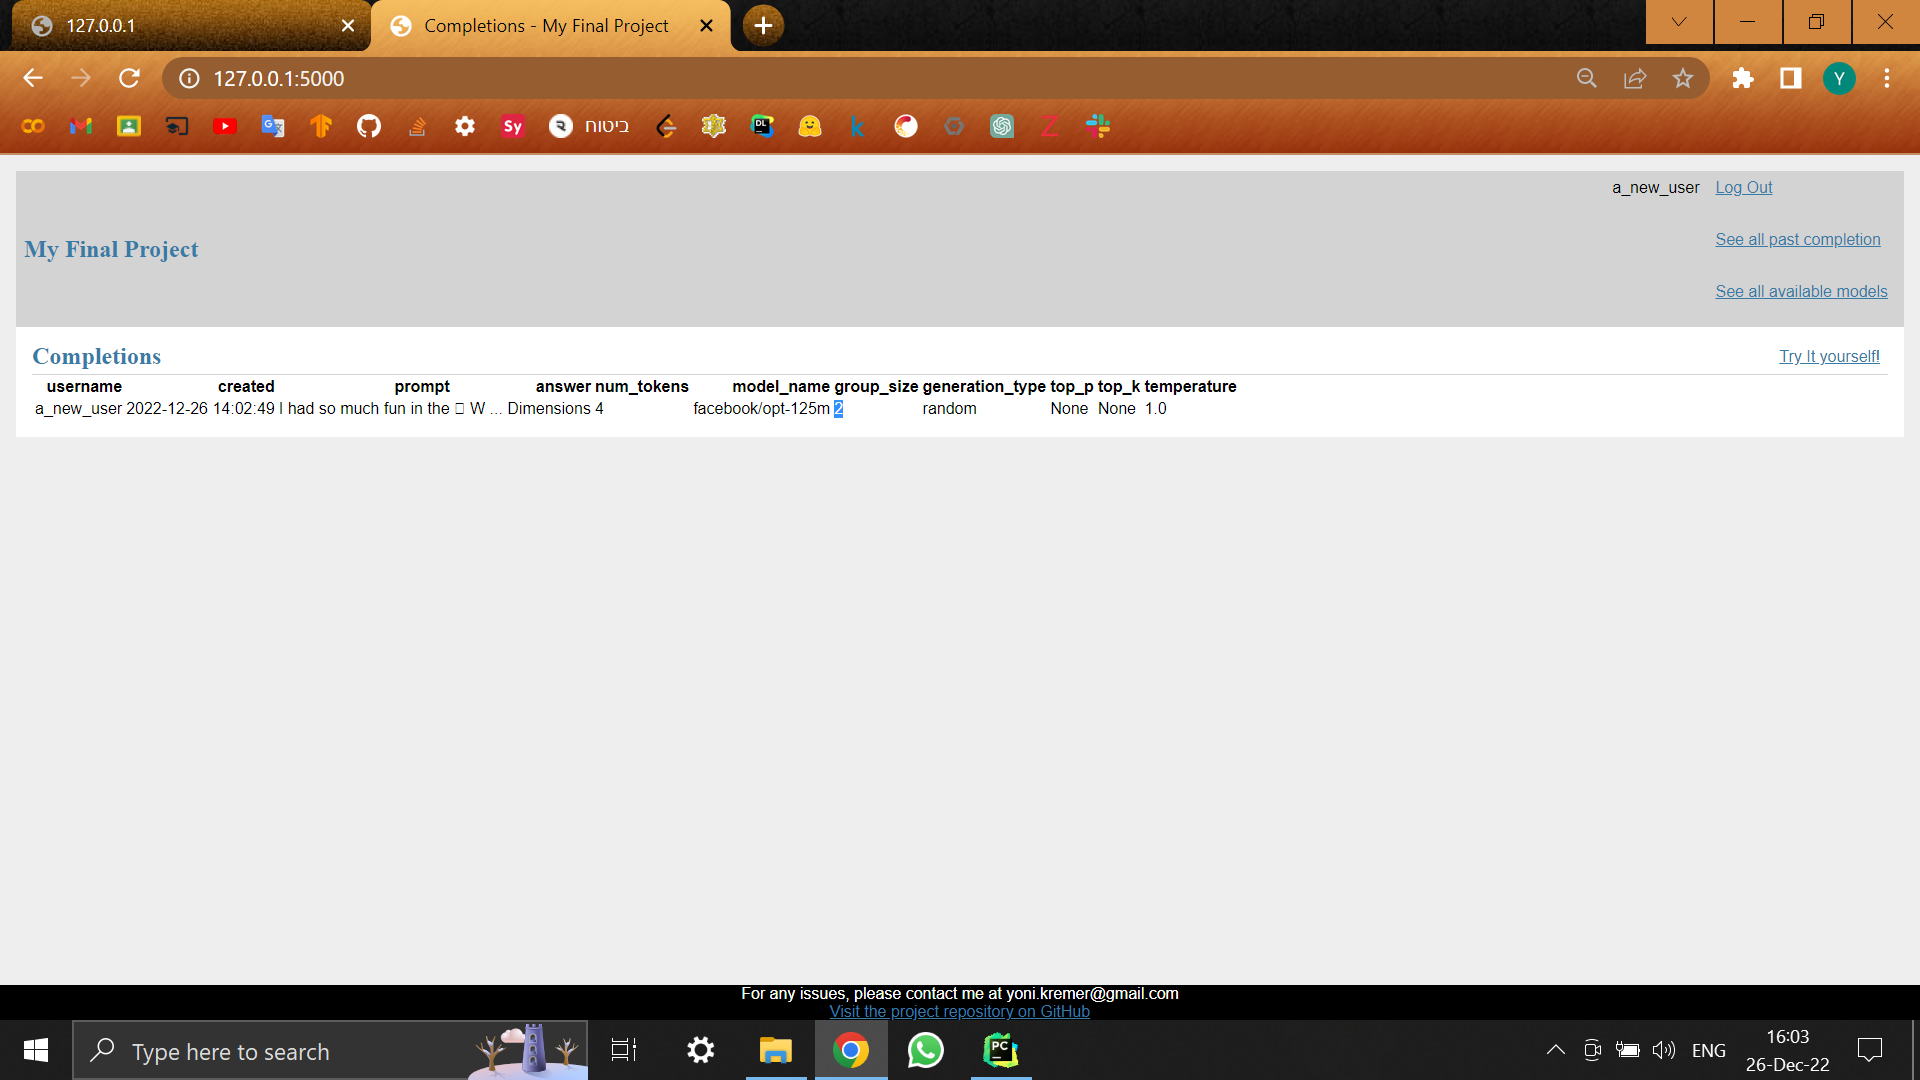 127.0.0.1
Completions - My Final Project
127.0.0.1:5000
Y
Sy
ביטוח
DL
a_new_user Log Out
My Final Project
See all past completion
See all available models
Completions
Try It yourself!
username created prompt answer num_tokens model_name group_size generation_type top_p top_k temperature
a_new_user 2022-12-26 14:02:49 I had so much fun in the □ W ... Dimensions 4 facebook/opt-125m 2 random None None 1.0
For any issues, please contact me at yoni.kremer@gmail.com
Visit the project repository on GitHub
Type here to search
PC
ENG
16:03
26-Dec-22